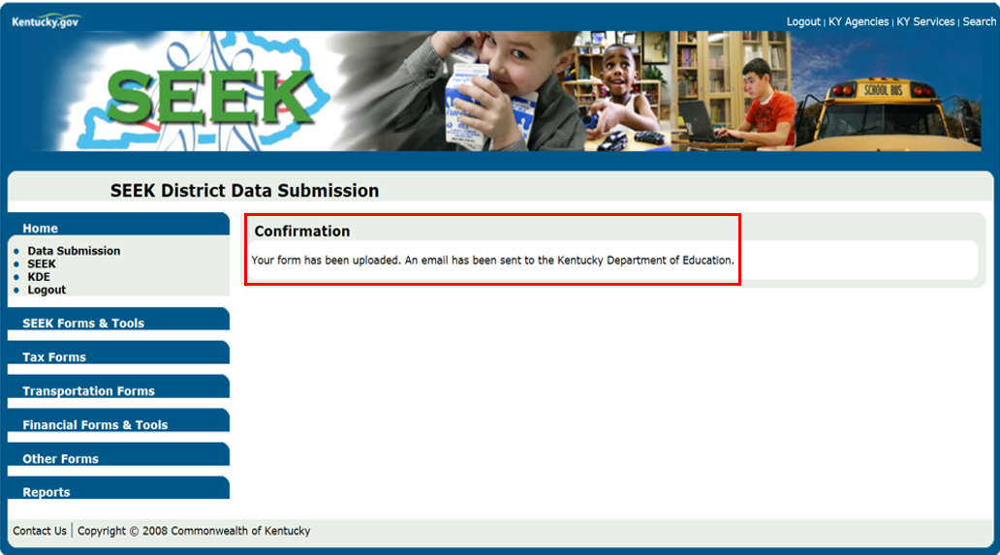 Kentucky.gov
Logout | KY Agencies | KY Services | Search
SEEK
SCHOOL BUS
SEEK District Data Submission
Home
Data Submission
SEEK
KDE
Logout
SEEK Forms & Tools
Tax Forms
Transportation Forms
Financial Forms & Tools
Other Forms
Reports
Confirmation
Your form has been uploaded. An email has been sent to the Kentucky Department of Education.
Contact Us | Copyright © 2008 Commonwealth of Kentucky